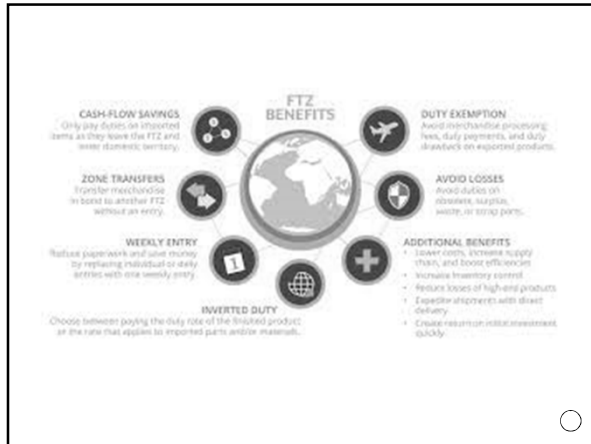 FTZ
BENEFITS
CASH-FLOW SAVINGS
Only pay duties on imported
items as they leave the FTZ and
enter domestic territory.
ZONE TRANSFERS
Transfer merchandise
in bond to another FTZ
without an entry.
WEEKLY ENTRY
Reduce paperwork and save money
by replacing individual or daily
entries with one weekly entry.
1
INVERTED DUTY
Choose between paying the duty rate of the finished product
or the rate that applies to imported parts and/or materials.
DUTY EXEMPTION
Avoid merchandise processing
fees, duty payments, and duty
drawback on exported products.
AVOID LOSSES
Avoid duties on
obsolete, surplus,
waste, or scrap parts.
ADDITIONAL BENEFITS
• Lower costs, increase supply
chain, and boost efficiencies
• Increase inventory control
• Reduce losses of high-end products
• Expedite shipments with direct
delivery
• Create return on initial investment
quickly